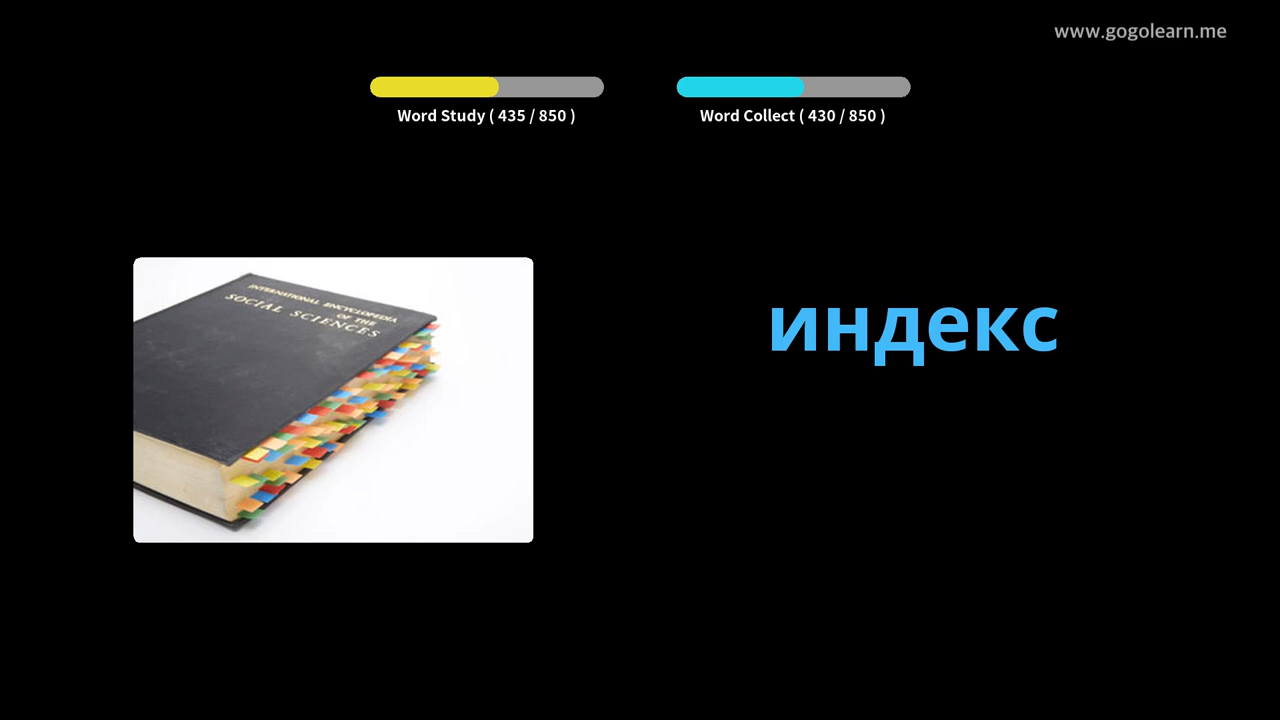 www.gogolearn.me
Word Study ( 435 / 850 )
Word Collect ( 430 / 850 )
INTERNATIONAL ENCYCLOPEDIA
OF THE
SOCIAL SCIENCES
индекс